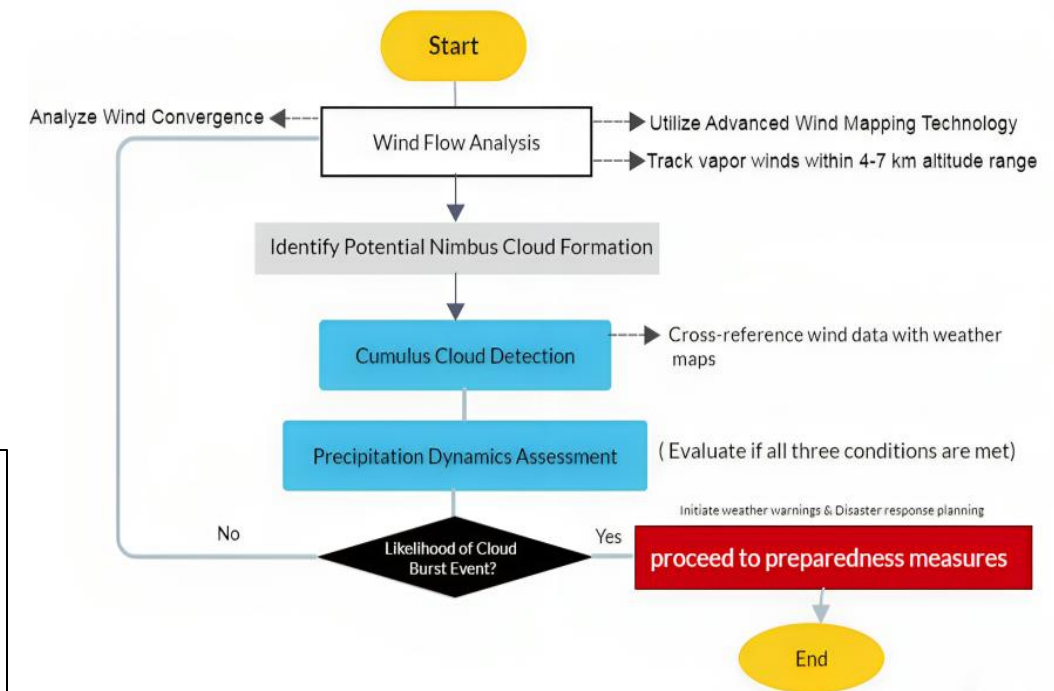 Start
Analyze Wind Convergence
Wind Flow Analysis
Utilize Advanced Wind Mapping Technology
Track vapor winds within 4-7 km altitude range
Identify Potential Nimbus Cloud Formation
Cumulus Cloud Detection
Cross-reference wind data with weather
maps
Precipitation Dynamics Assessment
( Evaluate if all three conditions are met)
Initiate weather warnings & Disaster response planning
No
Likelihood of Cloud
Burst Event?
Yes
proceed to preparedness measures
End